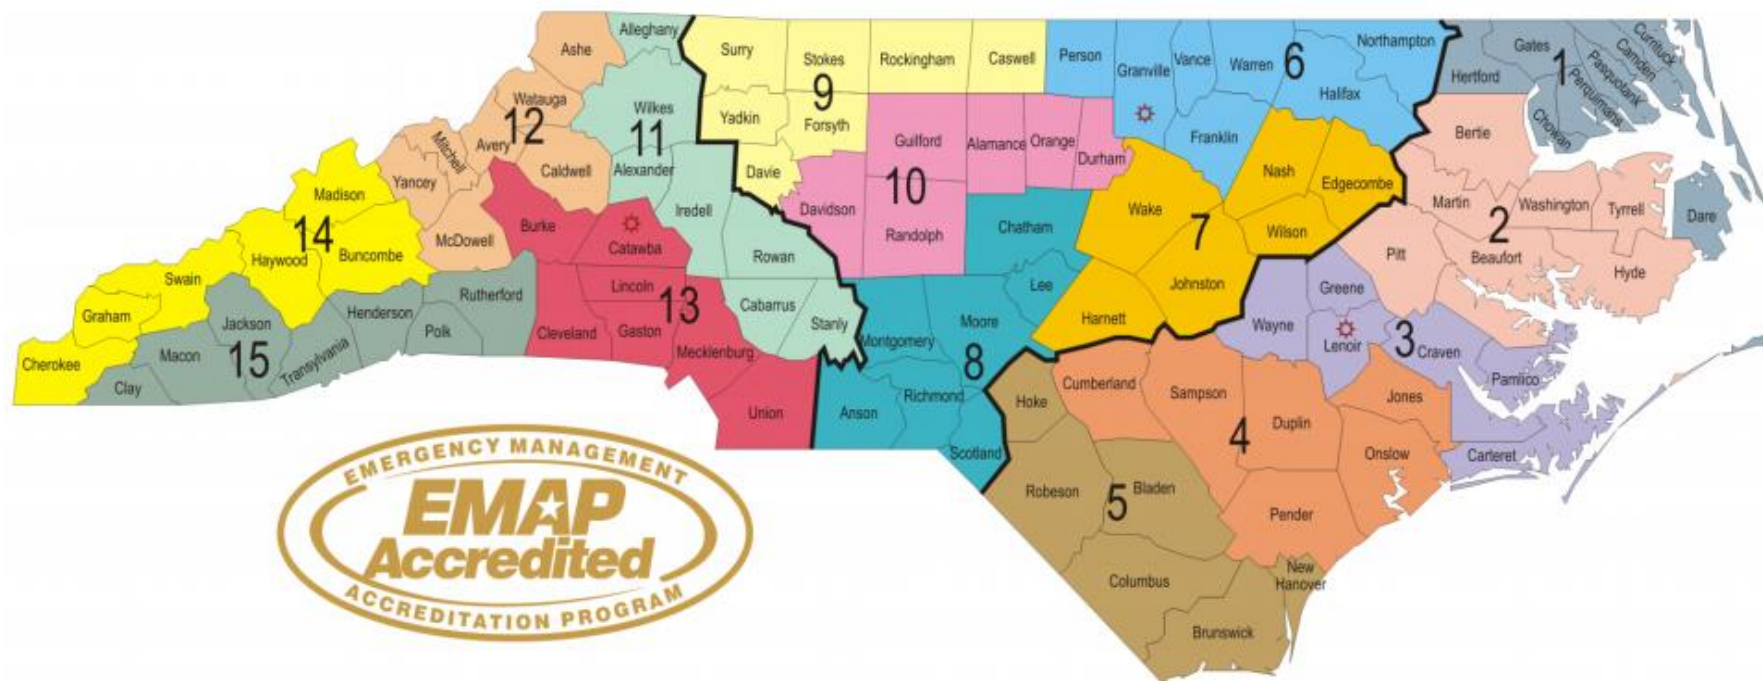 Alleghany
Ashe
Surry
Stokes
Rockingham
Caswell
Person
Granville
Vance
Warren
6
Northampton
Halifax
Gates
1
Hertford
Currituck
Camden
Pasquotank
Perquimans
Chowan
Watauga
12
Wilkes
11
Yadkin
9
Forsyth
Franklin
Bertie
Mitchell
Avery
Caldwell
Alexander
Davie
Guilford
Alamance
Orange
Durham
Nash
Edgecombe
Madison
Yancey
Iredell
Davidson
10
Randolph
Wake
7
Wilson
Martin
Washington
Tyrrell
Dare
2
14
Haywood
Buncombe
McDowell
Burke
Catawba
Rowan
Chatham
Johnston
Pitt
Beaufort
Hyde
Swain
Graham
Cherokee
Jackson
Macon
Clay
15
Transylvania
Henderson
Polk
Rutherford
Lincoln
13
Cleveland
Gaston
Mecklenburg
Union
Cabarrus
Stanly
Montgomery
Moore
Lee
Harnett
8
Anson
Richmond
Scotland
Wayne
Greene
Lenoir
3
Craven
Pamlico
Jones
Carteret
Hoke
Cumberland
Sampson
4
Duplin
Onslow
Robeson
5
Bladen
Pender
Columbus
New
Hanover
Brunswick
EMERGENCY MANAGEMENT
EMAP
Accredited
ACCREDITATION PROGRAM